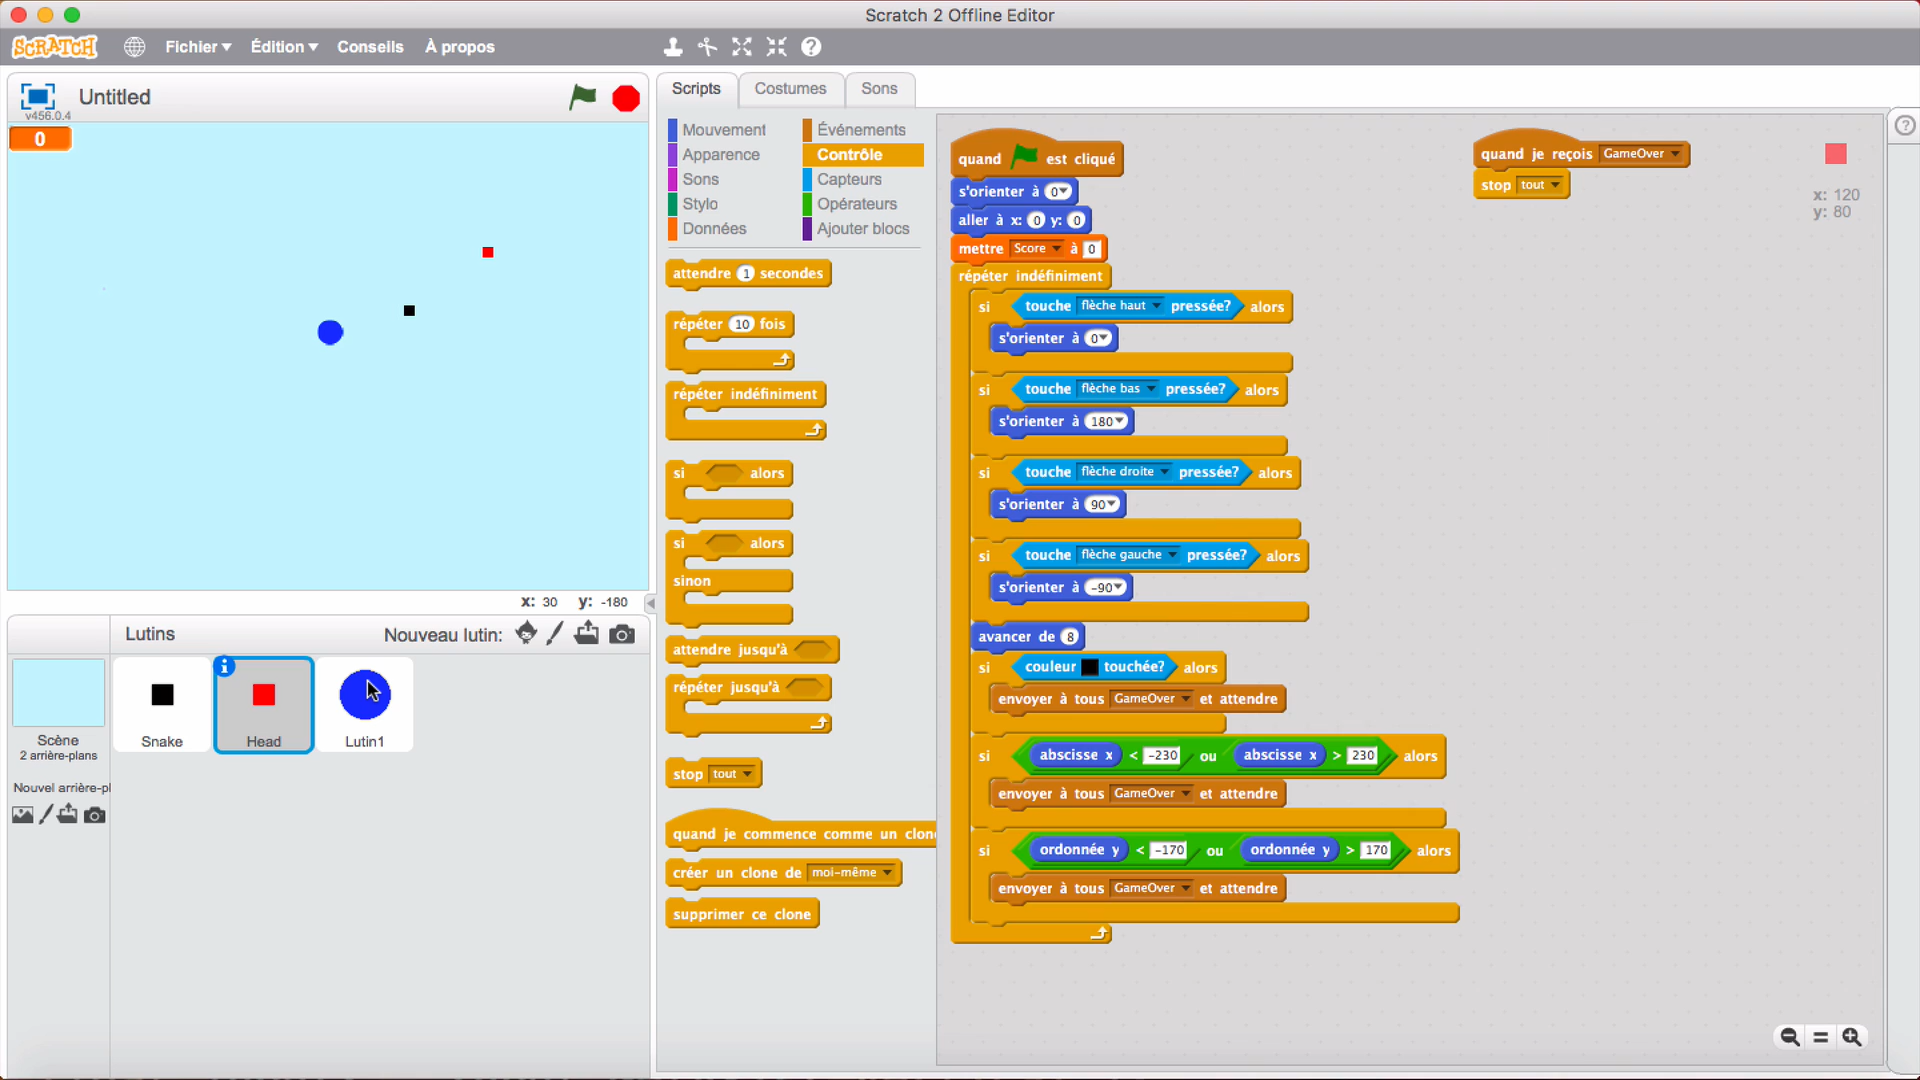 Scratch 2 Offline Editor
SCRATCH
Fichier
Édition
Conseils
À propos
v456.0.4
Untitled
0
x: 30 y: -180
Lutins
Nouveau lutin:
Scène
2 arrière-plans
Nouvel arrière-pl
Snake
Head
Lutin1
Scripts
Costumes
Sons
Mouvement
Événements
Apparence
Contrôle
Sons
Capteurs
Stylo
Opérateurs
Données
Ajouter blocs
attendre 1 secondes
répéter 10 fois
répéter indéfiniment
si alors
si alors
sinon
attendre jusqu'à
répéter jusqu'à
stop tout
quand je commence comme un clon
créer un clone de moi-même
supprimer ce clone
quand est cliqué
s'orienter à 0
aller à x: 0 y: 0
mettre Score à 0
répéter indéfiniment
si touche flèche haut pressée? alors
s'orienter à 0
si touche flèche bas pressée? alors
s'orienter à 180
si touche flèche droite pressée? alors
s'orienter à 90
si touche flèche gauche pressée? alors
s'orienter à -90
avancer de 8
si couleur touchée? alors
envoyer à tous GameOver et attendre
si abscisse x < -230 ou abscisse x > 230 alors
envoyer à tous GameOver et attendre
si ordonnée y < -170 ou ordonnée y > 170 alors
envoyer à tous GameOver et attendre
quand je reçois GameOver
stop tout
x: 120
y: 80